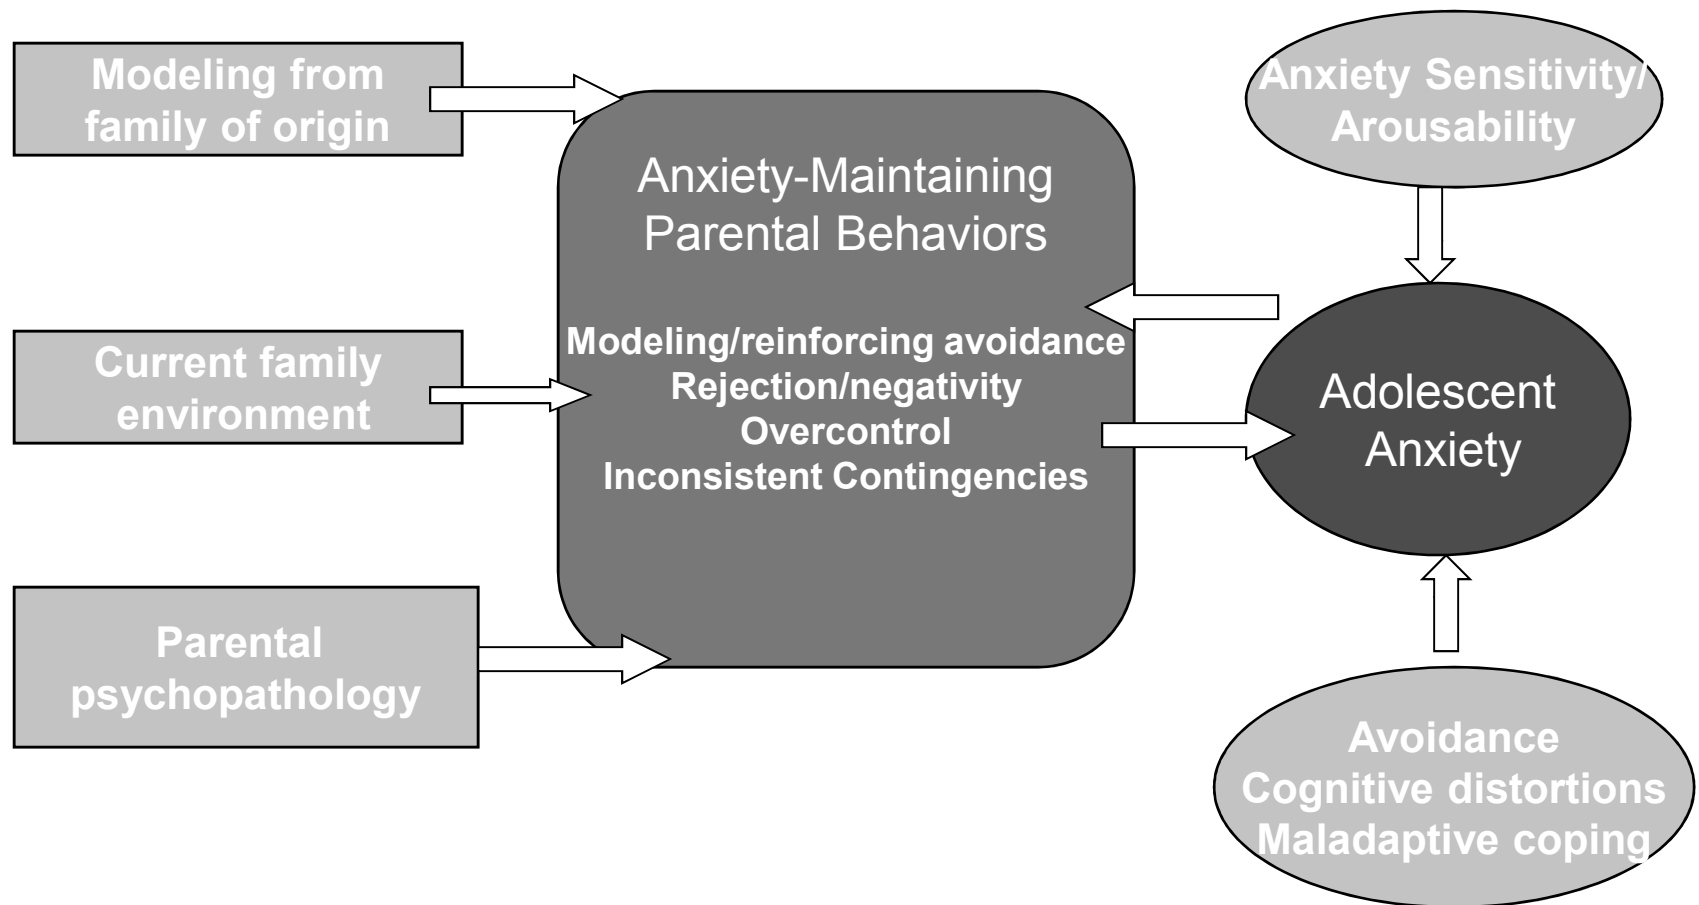 Modeling from
family of origin
Current family
environment
Parental
psychopathology
Anxiety-Maintaining
Parental Behaviors
Modeling/reinforcing avoidance
Rejection/negativity
Overcontrol
Inconsistent Contingencies
Anxiety Sensitivity/
Arousability
Adolescent
Anxiety
Avoidance
Cognitive distortions
Maladaptive coping